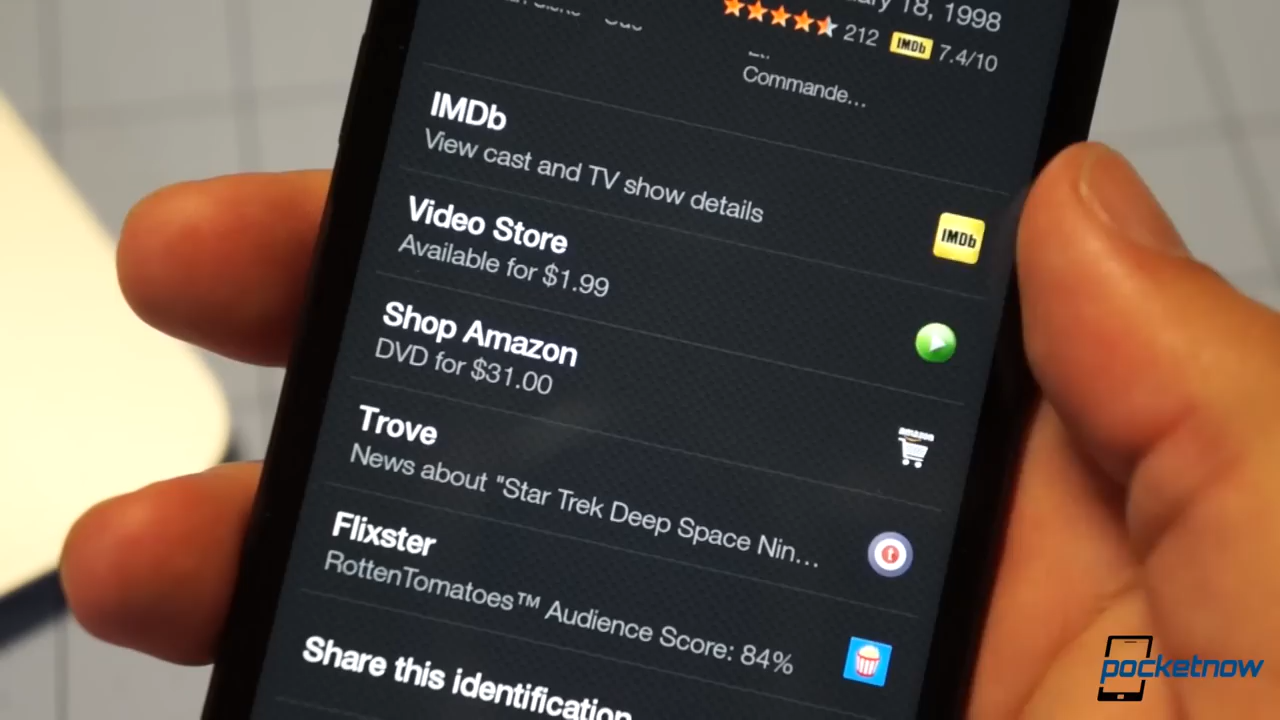 18, 1998
212 IMDb 7.4/10
Commande...
IMDb
View cast and TV show details
IMDb
Video Store
Available for $1.99
Shop Amazon
DVD for $31.00
amazon
Trove
News about "Star Trek Deep Space Nin...
t
Flixster
RottenTomatoes™ Audience Score: 84%
Share this identification
pocketnow